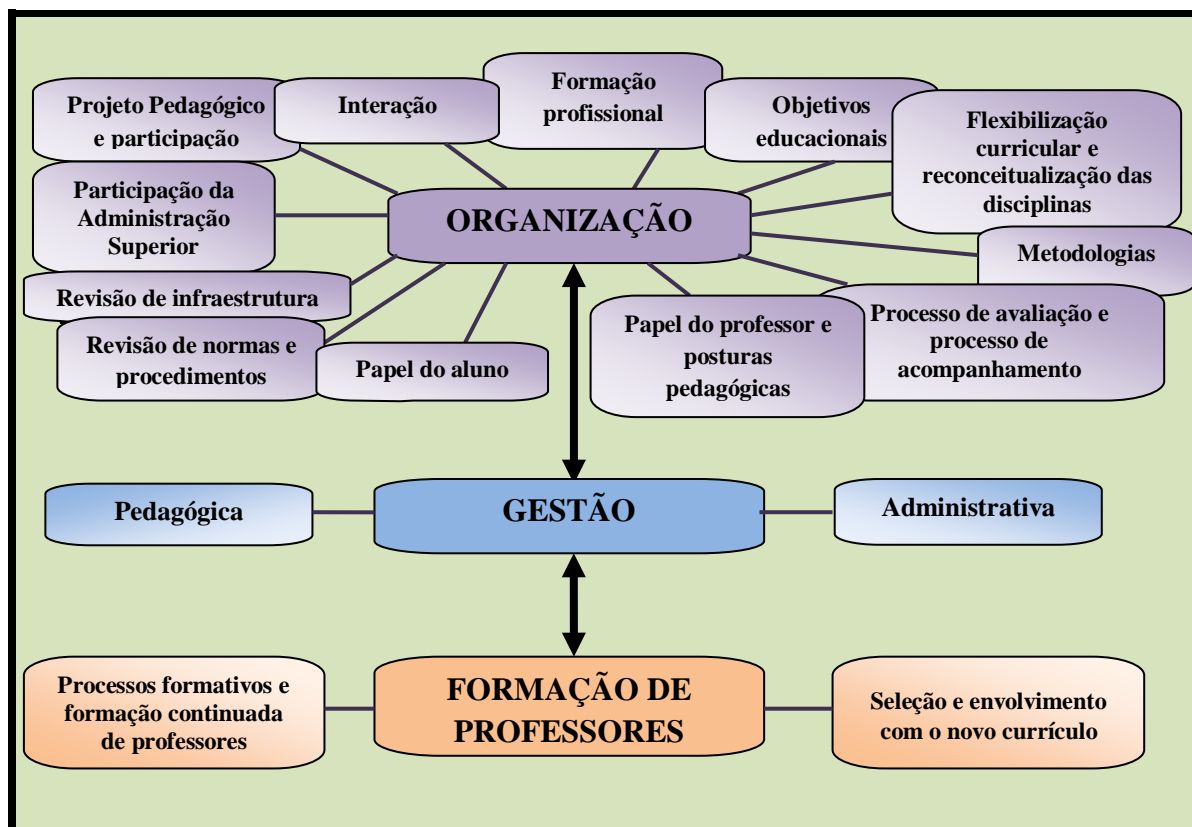 Projeto Pedagógico
e participação
Interação
Formação
profissional
Objetivos
educacionais
Flexibilização
curricular e
reconceitualização das
disciplinas
Participação da
Administração
Superior
ORGANIZAÇÃO
Metodologias
Revisão de infraestrutura
Revisão de normas e
procedimentos
Papel do aluno
Papel do professor e
posturas
pedagógicas
Processo de avaliação e
processo de
acompanhamento
Pedagógica
GESTÃO
Administrativa
Processos formativos e
formação continuada
de professores
FORMAÇÃO DE
PROFESSORES
Seleção e envolvimento
com o novo currículo